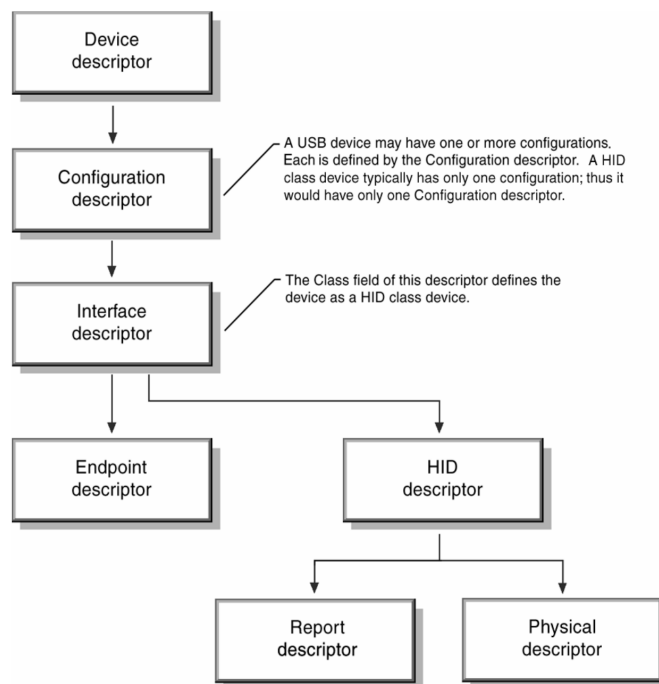 Device
descriptor
A USB device may have one or more configurations.
Each is defined by the Configuration descriptor. A HID
class device typically has only one configuration; thus it
would have only one Configuration descriptor.
Configuration
descriptor
The Class field of this descriptor defines the
device as a HID class device.
Interface
descriptor
Endpoint
descriptor
HID
descriptor
Report
descriptor
Physical
descriptor